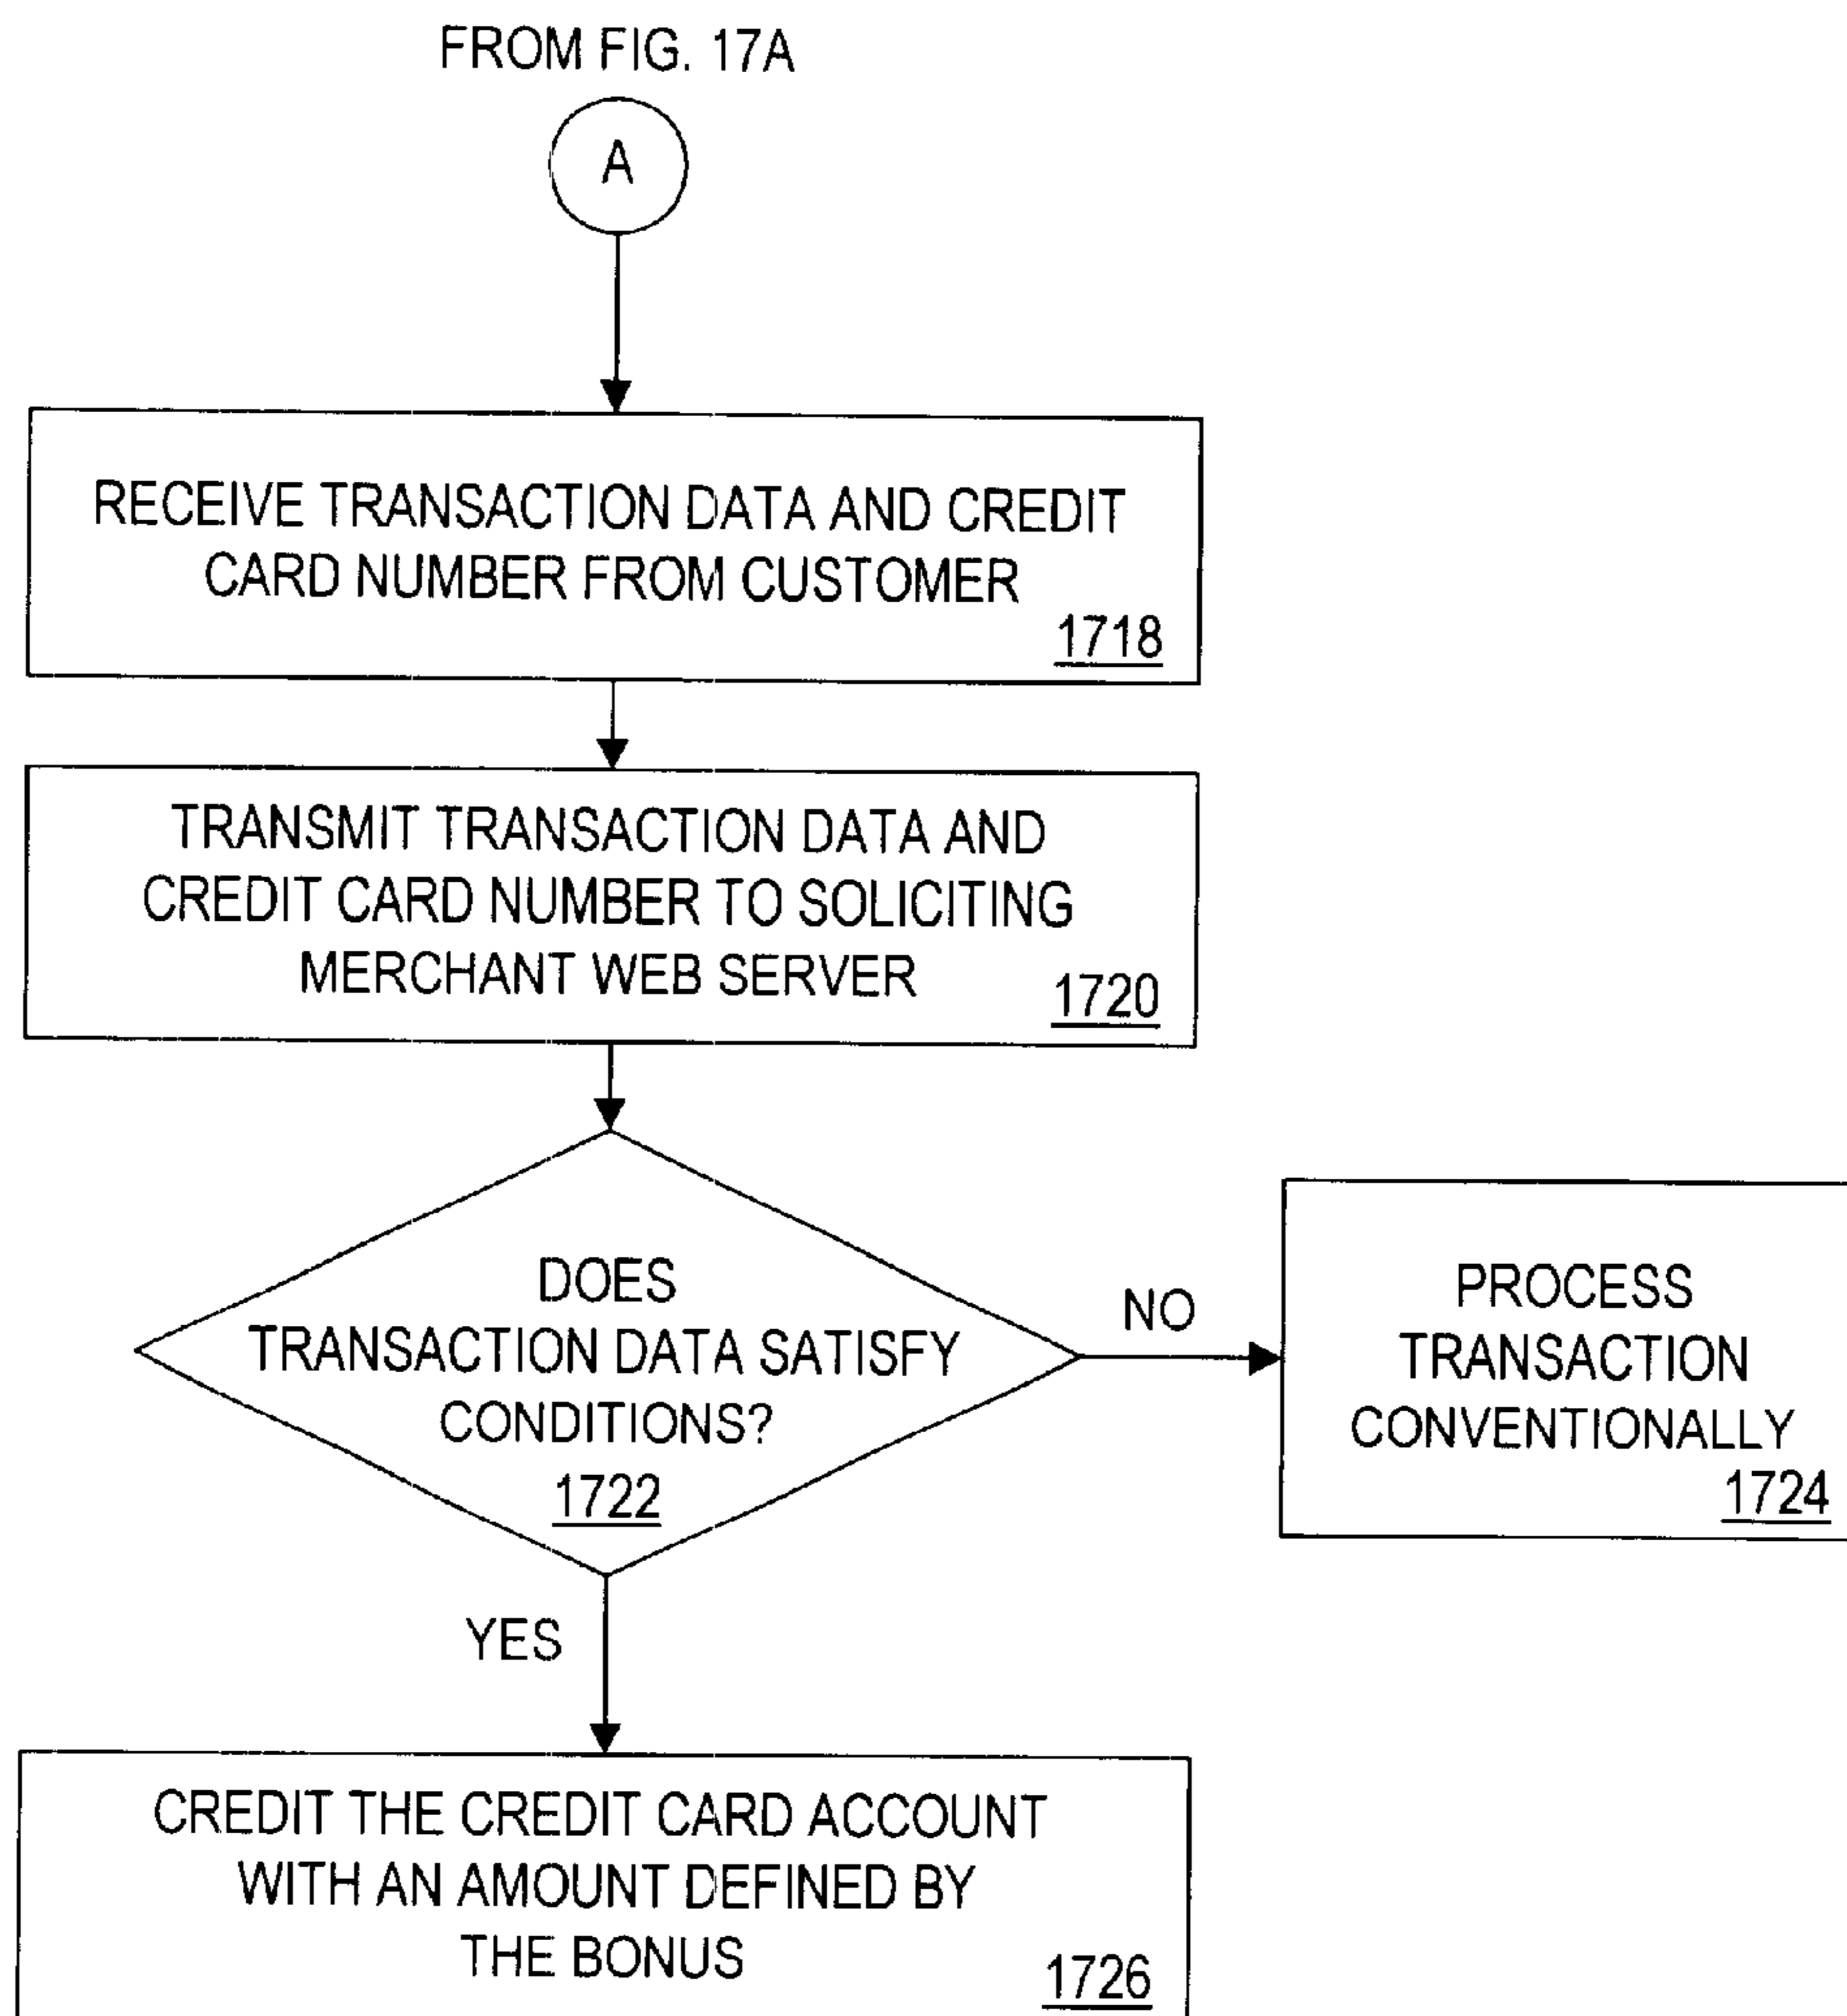 FROM FIG. 17A
A
RECEIVE TRANSACTION DATA AND CREDIT
CARD NUMBER FROM CUSTOMER
1718
TRANSMIT TRANSACTION DATA AND
CREDIT CARD NUMBER TO SOLICITING
MERCHANT WEB SERVER
1720
DOES
TRANSACTION DATA SATISFY
CONDITIONS?
1722
NO
PROCESS
TRANSACTION
CONVENTIONALLY
1724
YES
CREDIT THE CREDIT CARD ACCOUNT
WITH AN AMOUNT DEFINED BY
THE BONUS
1726